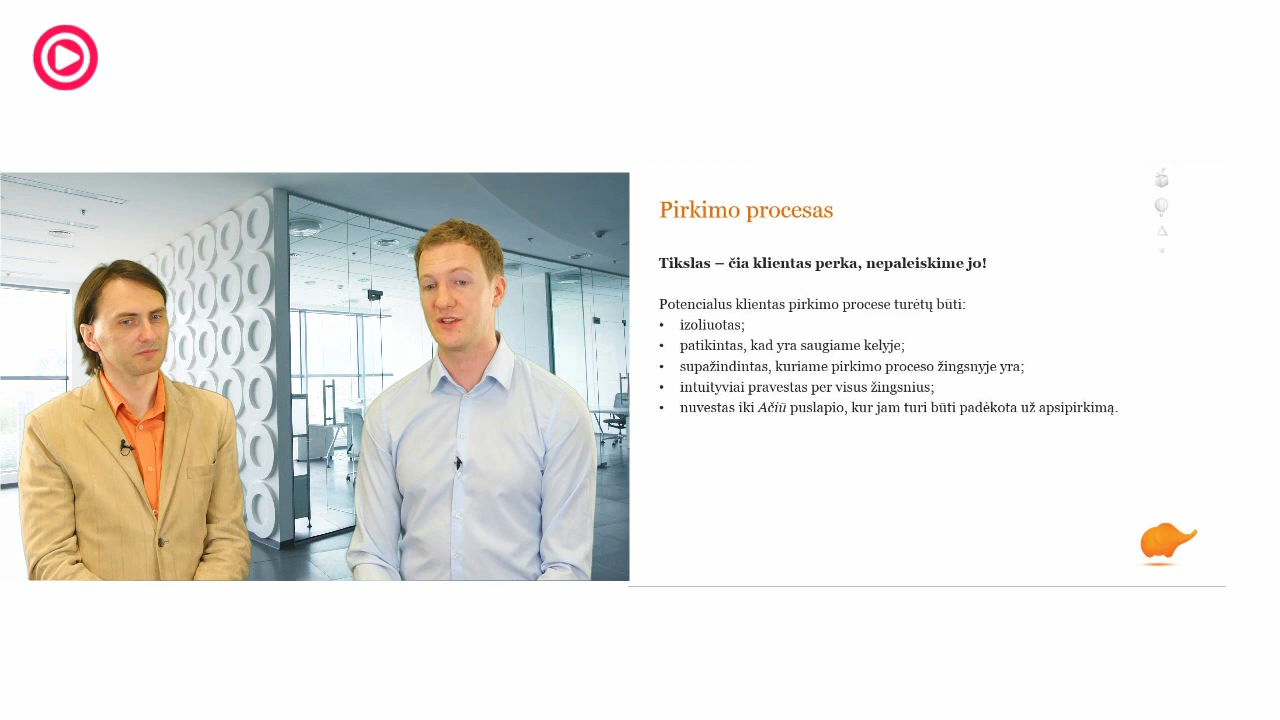 Pirkimo procesas
Tikslas – čia klientas perka, nepaleiskime jo!
Potencialus klientas pirkimo procese turėtų būti:
• izoliuotas;
• patikintas, kad yra saugiame kelyje;
• supažindintas, kuriame pirkimo proceso žingsnyje yra;
• intuityviai pravestas per visus žingsnius;
• nuvestas iki Ačiū puslapio, kur jam turi būti padėkota už apsipirkimą.